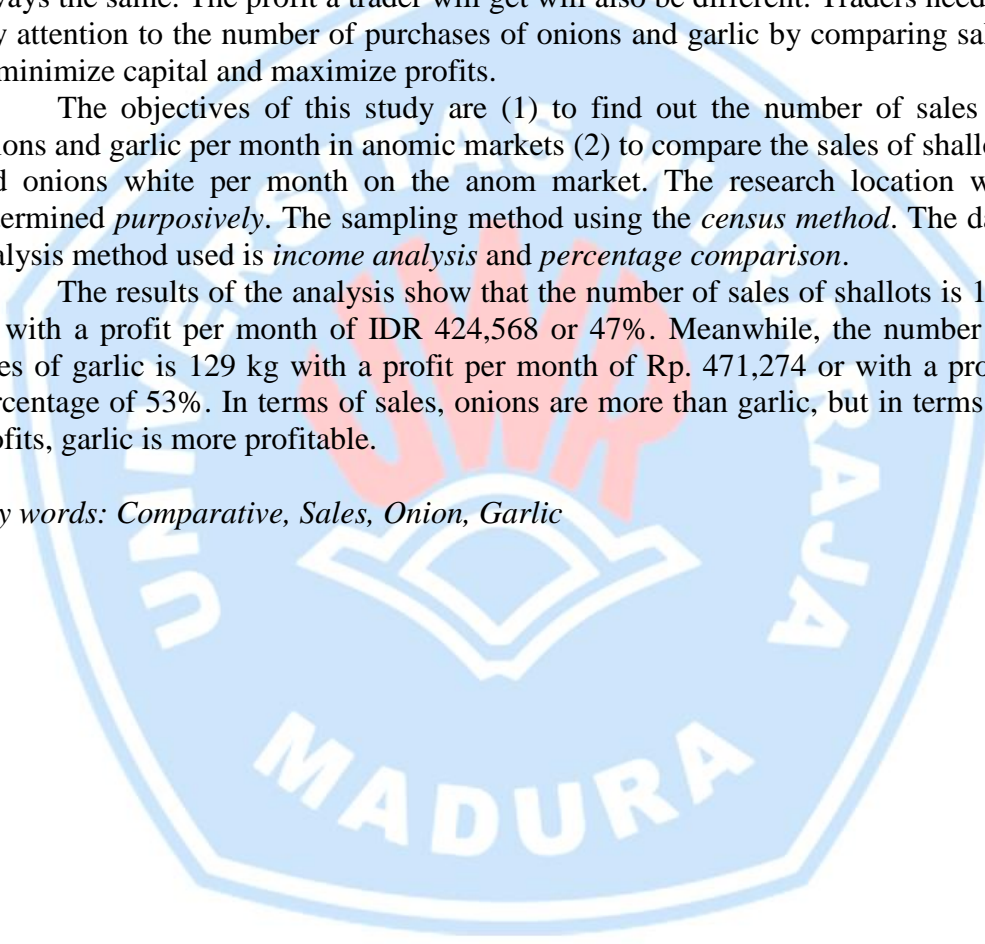 ways the same. The profit a trader will get will also be different. Traders need
y attention to the number of purchases of onions and garlic by comparing sal
minimize capital and maximize profits.
The objectives of this study are (1) to find out the number of sales
ions and garlic per month in anomic markets (2) to compare the sales of shallo
d onions white per month on the anom market. The research location w
termined purposively. The sampling method using the census method. The da
alysis method used is income analysis and percentage comparison.
The results of the analysis show that the number of sales of shallots is 1
with a profit per month of IDR 424,568 or 47%. Meanwhile, the number
es of garlic is 129 kg with a profit per month of Rp. 471,274 or with a pro
rcentage of 53%. In terms of sales, onions are more than garlic, but in terms
ofits, garlic is more profitable.
y words: Comparative, Sales, Onion, Garlic
UNIVERSITAS WIRARAJA
UWR
MADURA